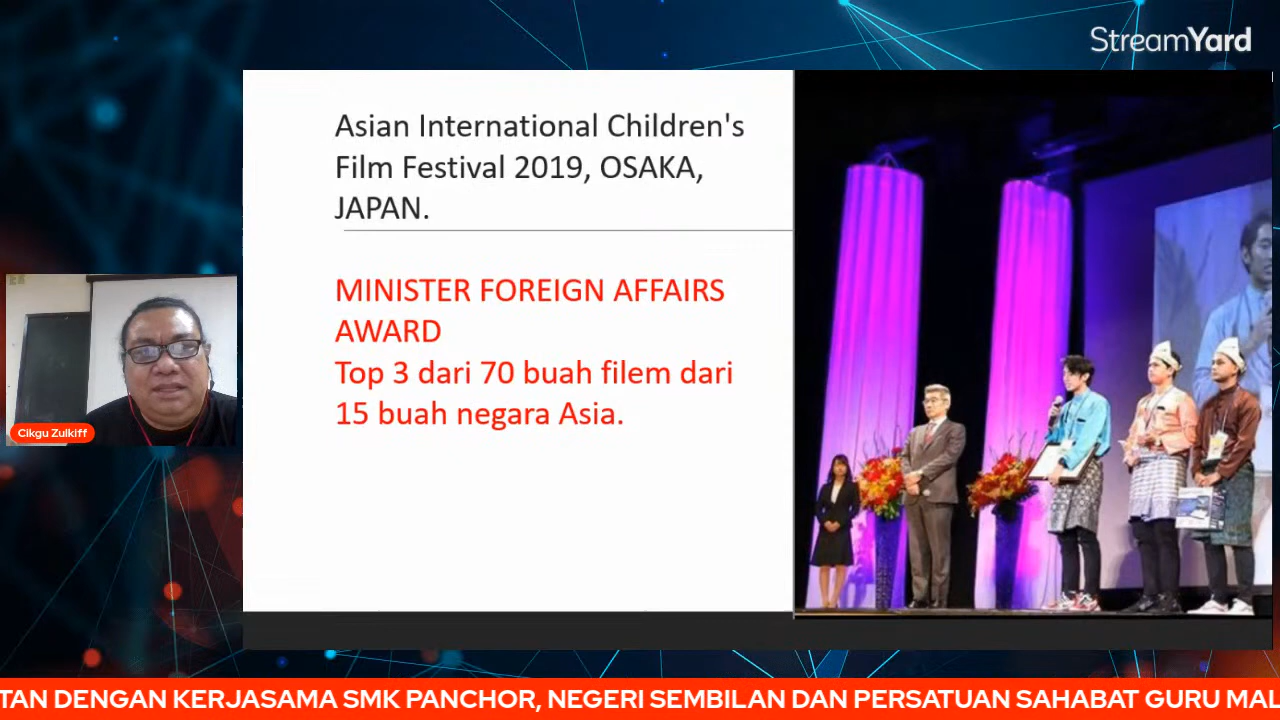 StreamYard
Asian International Children's
Film Festival 2019, OSAKA,
JAPAN.
MINISTER FOREIGN AFFAIRS
AWARD
Top 3 dari 70 buah filem dari
15 buah negara Asia.
Cikgu Zulkiff
TAN DENGAN KERJASAMA SMK PANCHOR, NEGERI SEMBILAN DAN PERSATUAN SAHABAT GURU MAL